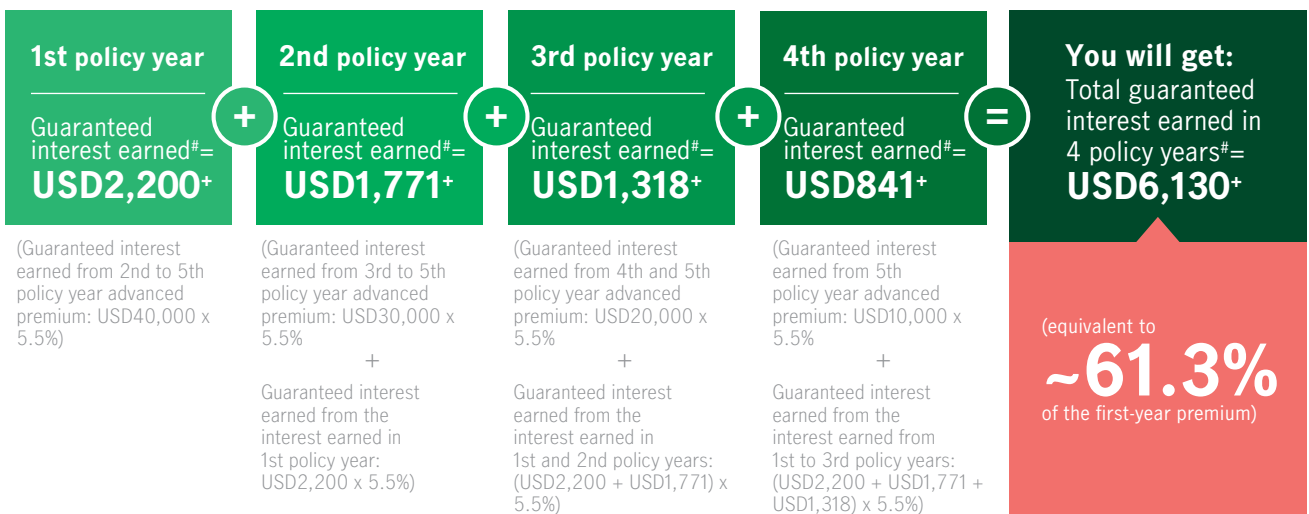 1st policy year
Guaranteed
interest earned#=
USD2,200+
(Guaranteed interest
earned from 2nd to 5th
policy year advanced
premium: USD40,000 x
5.5%)
+
2nd policy year
Guaranteed
interest earned#=
USD1,771+
(Guaranteed interest
earned from 3rd to 5th
policy year advanced
premium: USD30,000 x
5.5%
+
Guaranteed interest
earned from the
interest earned in
1st policy year:
USD2,200 x 5.5%)
+
3rd policy year
Guaranteed
interest earned#=
USD1,318+
(Guaranteed interest
earned from 4th and 5th
policy year advanced
premium: USD20,000 x
5.5%
+
Guaranteed interest
earned from the
interest earned in
1st and 2nd policy years:
(USD2,200 + USD1,771) x
5.5%)
+
4th policy year
Guaranteed
interest earned#=
USD841+
(Guaranteed interest
earned from 5th
policy year advanced
premium: USD10,000 x
5.5%
+
Guaranteed interest
earned from the
interest earned from
1st to 3rd policy years:
(USD2,200 + USD1,771 +
USD1,318) x 5.5%)
=
You will get:
Total guaranteed
interest earned in
4 policy years#=
USD6,130+
(equivalent to
~61.3%
of the first-year premium)